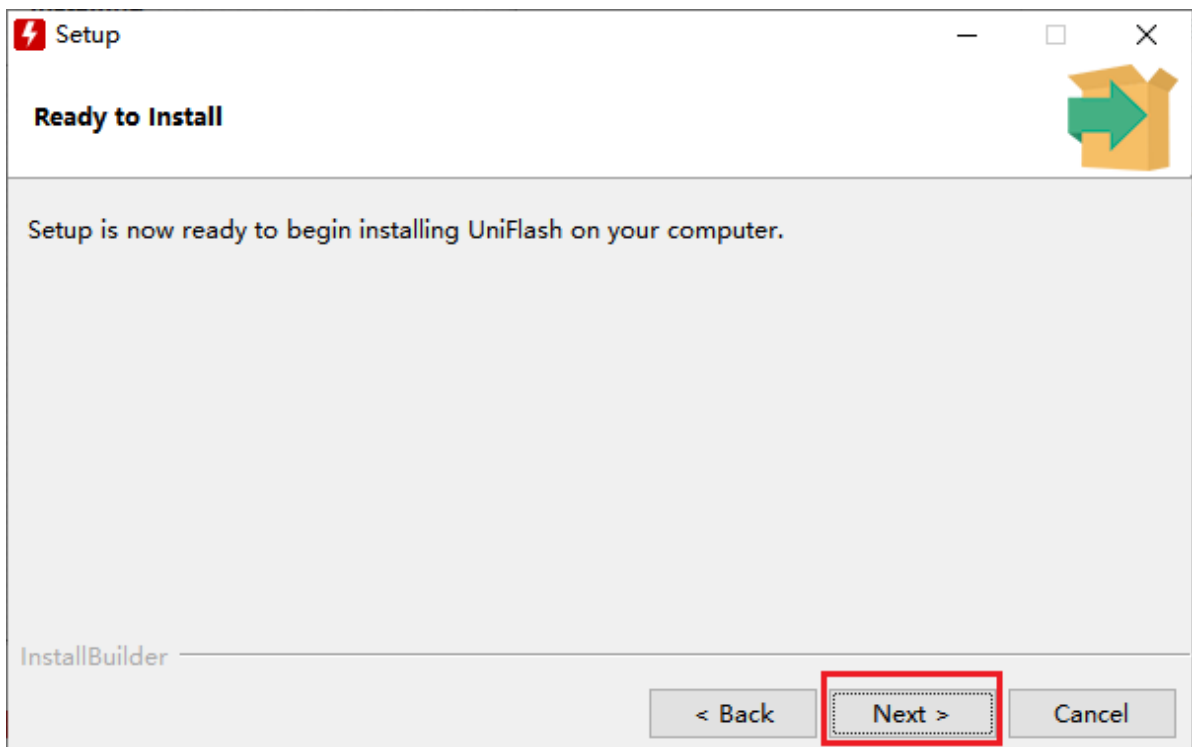 Setup
Ready to Install
Setup is now ready to begin installing UniFlash on your computer.
InstallBuilder
< Back Next > Cancel